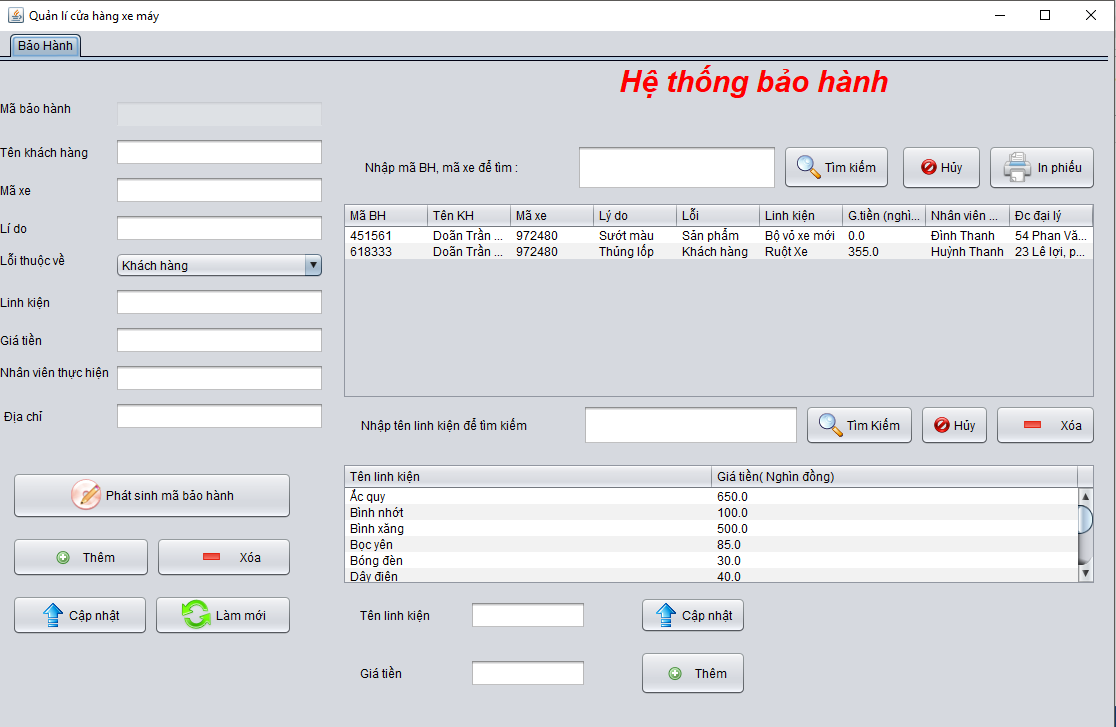 Quản lí cửa hàng xe máy
Bảo Hành
Hệ thống bảo hành
Mã bảo hành
Tên khách hàng
Mã xe
Lí do
Lỗi thuộc về
Khách hàng
Linh kiện
Giá tiền
Nhân viên thực hiện
Địa chỉ
Phát sinh mã bảo hành
Thêm
Xóa
Cập nhật
Làm mới
Nhập mã BH, mã xe để tìm :
Tìm kiếm
Hủy
In phiếu
Mã BH Tên KH Mã xe Lý do Lỗi Linh kiện G.tiền (nghì... Nhân viên ... Đc đại lý
451561 Doãn Trần ... 972480 Sướt màu Sản phẩm Bộ vỏ xe mới 0.0 Đình Thanh 54 Phan Vă...
618333 Doãn Trần ... 972480 Thủng lốp Khách hàng Ruột Xe 355.0 Huỳnh Thanh 23 Lê lợi, p...
Nhập tên linh kiện để tìm kiếm
Tìm Kiếm
Hủy
Xóa
Tên linh kiện Giá tiền( Nghìn đồng)
Ắc quy 650.0
Bình nhớt 100.0
Bình xăng 500.0
Bọc yên 85.0
Bóng đèn 30.0
Dây điện 40.0
Tên linh kiện
Cập nhật
Giá tiền
Thêm